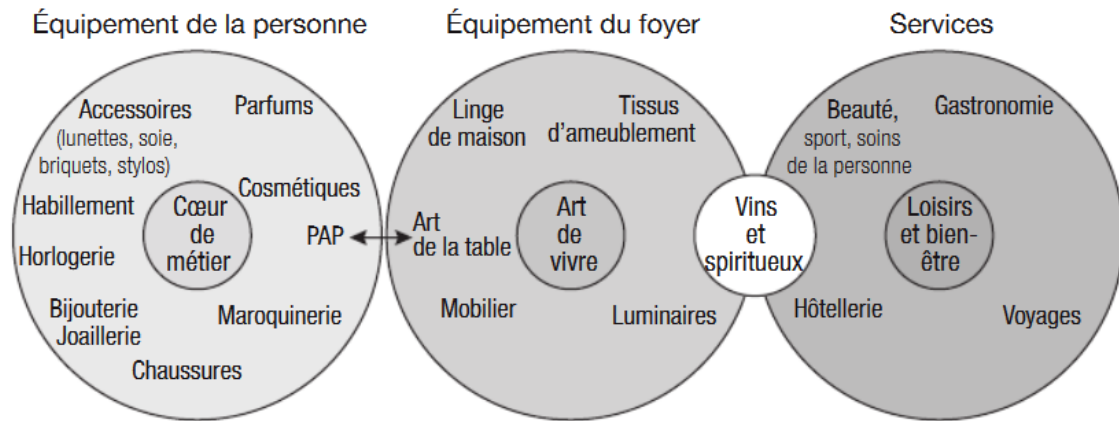 Équipement de la personne
Équipement du foyer
Services
Accessoires
(lunettes, soie,
briquets, stylos)
Parfums
Cosmétiques
Habillement
Cœur
de
métier
PAP
Horlogerie
Bijouterie
Joaillerie
Maroquinerie
Chaussures
Linge
de maison
Tissus
d'ameublement
Art
de la table
Art
de
vivre
Mobilier
Luminaires
Vins
et
spiritueux
Beauté,
sport, soins
de la personne
Gastronomie
Loisirs
et bien-
être
Hôtellerie
Voyages